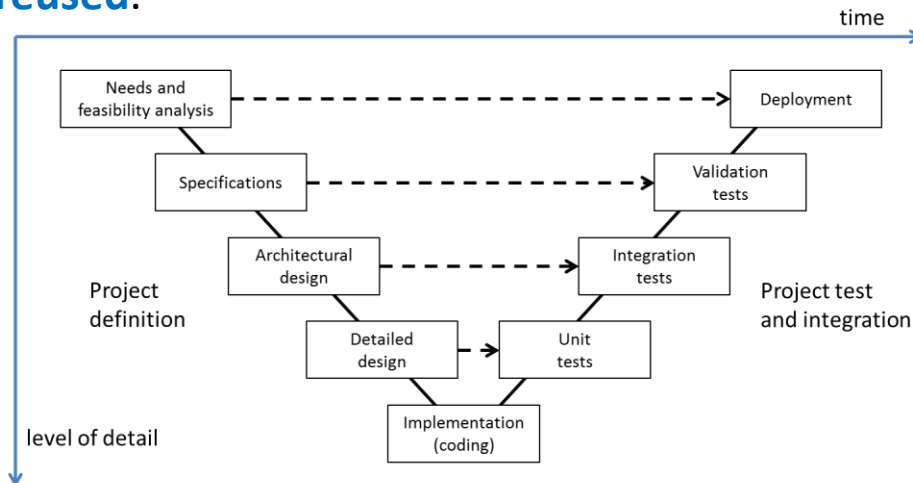 reused.
time
Needs and
feasibility analysis
Deployment
Specifications
Validation
tests
Architectural
design
Integration
tests
Project
definition
Project test
and integration
Detailed
design
Unit
tests
Implementation
(coding)
level of detail